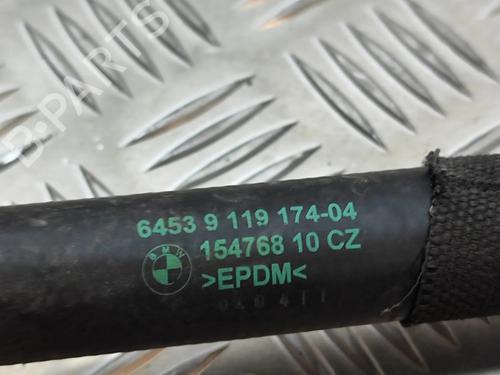 B-PARTS
6453 9 119 174-04
BMW
154768 10 CZ
>EPDM<